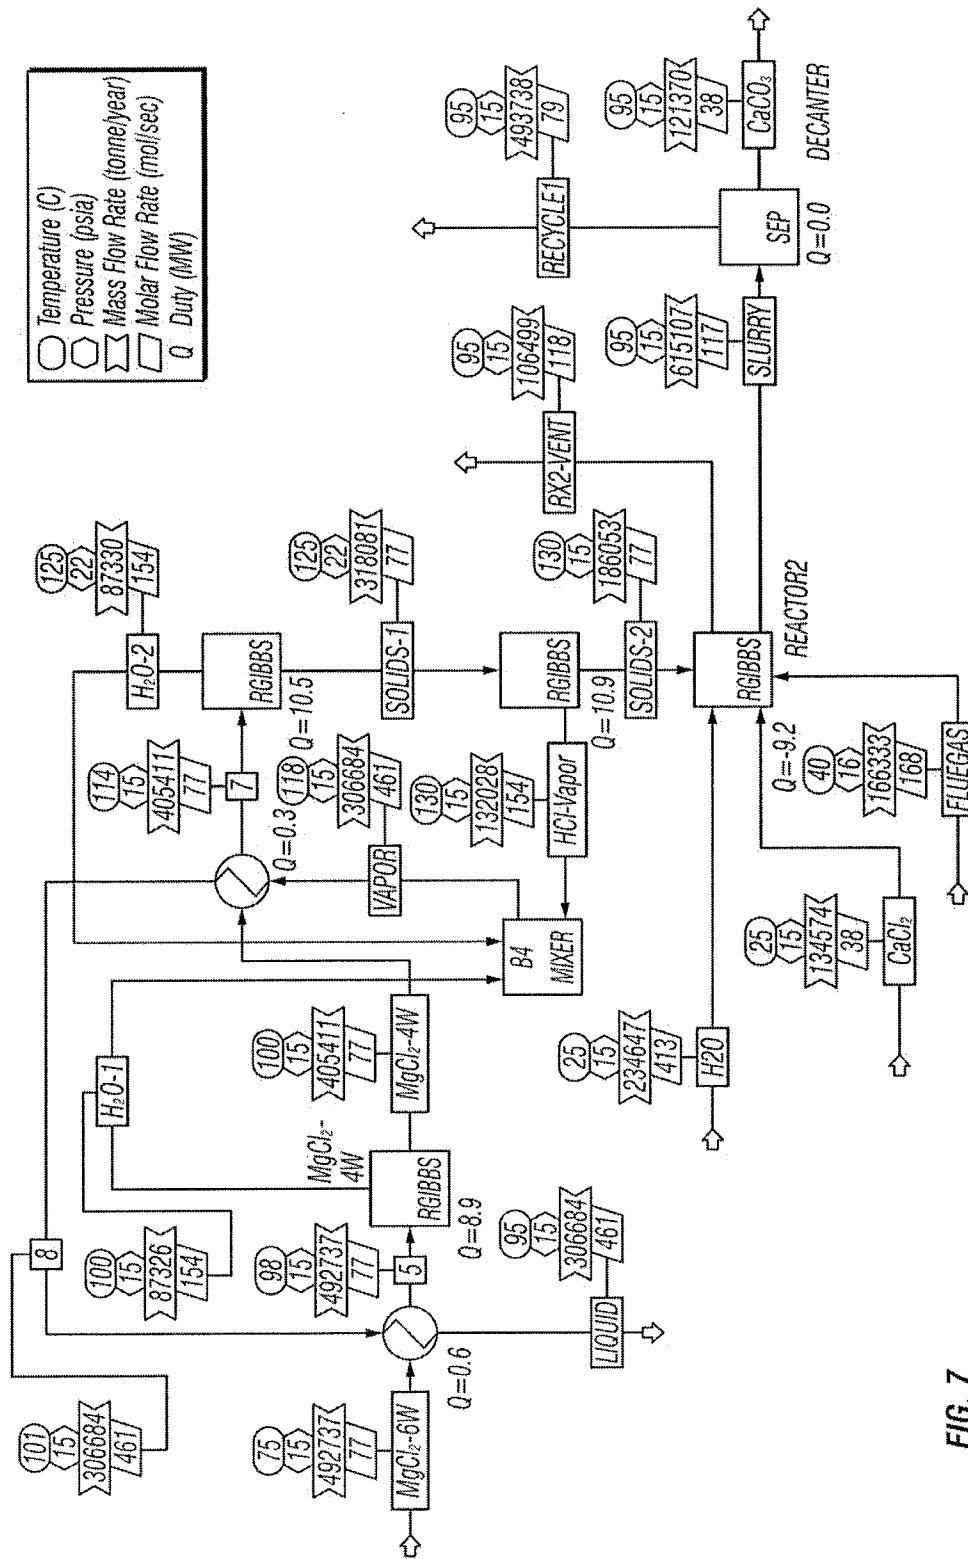 Temperature (C)
Pressure (psia)
Mass Flow Rate (tonne/year)
Molar Flow Rate (mol/sec)
Q Duty (MW)
101
15
306684
461
8
100
15
87326
154
H₂O-1
75
15
492737
77
MgCl₂-6W
Q=0.6
98
15
492737
77
5
95
15
306684
461
LIQUID
MgCl₂-
4W
RGIBBS
Q=8.9
100
15
405411
77
MgCl₂-4W
B4
MIXER
118
15
306684
461
VAPOR
Q=0.3
114
15
405411
77
7
125
22
87330
154
H₂O-2
RGIBBS
Q=10.5
125
22
318081
77
SOLIDS-1
130
15
132028
154
HCl-Vapor
RGIBBS
Q=10.9
130
15
186053
77
SOLIDS-2
25
15
234647
413
H2O
25
15
134574
38
CaCl₂
40
16
166333
168
FLUEGAS
RGIBBS
REACTOR2
Q=-9.2
95
15
106499
118
RX2-VENT
95
15
615107
117
SLURRY
SEP
Q=0.0
95
15
493738
79
RECYCLE1
95
15
121370
38
CaCO₃
DECANTER
FIG. 7